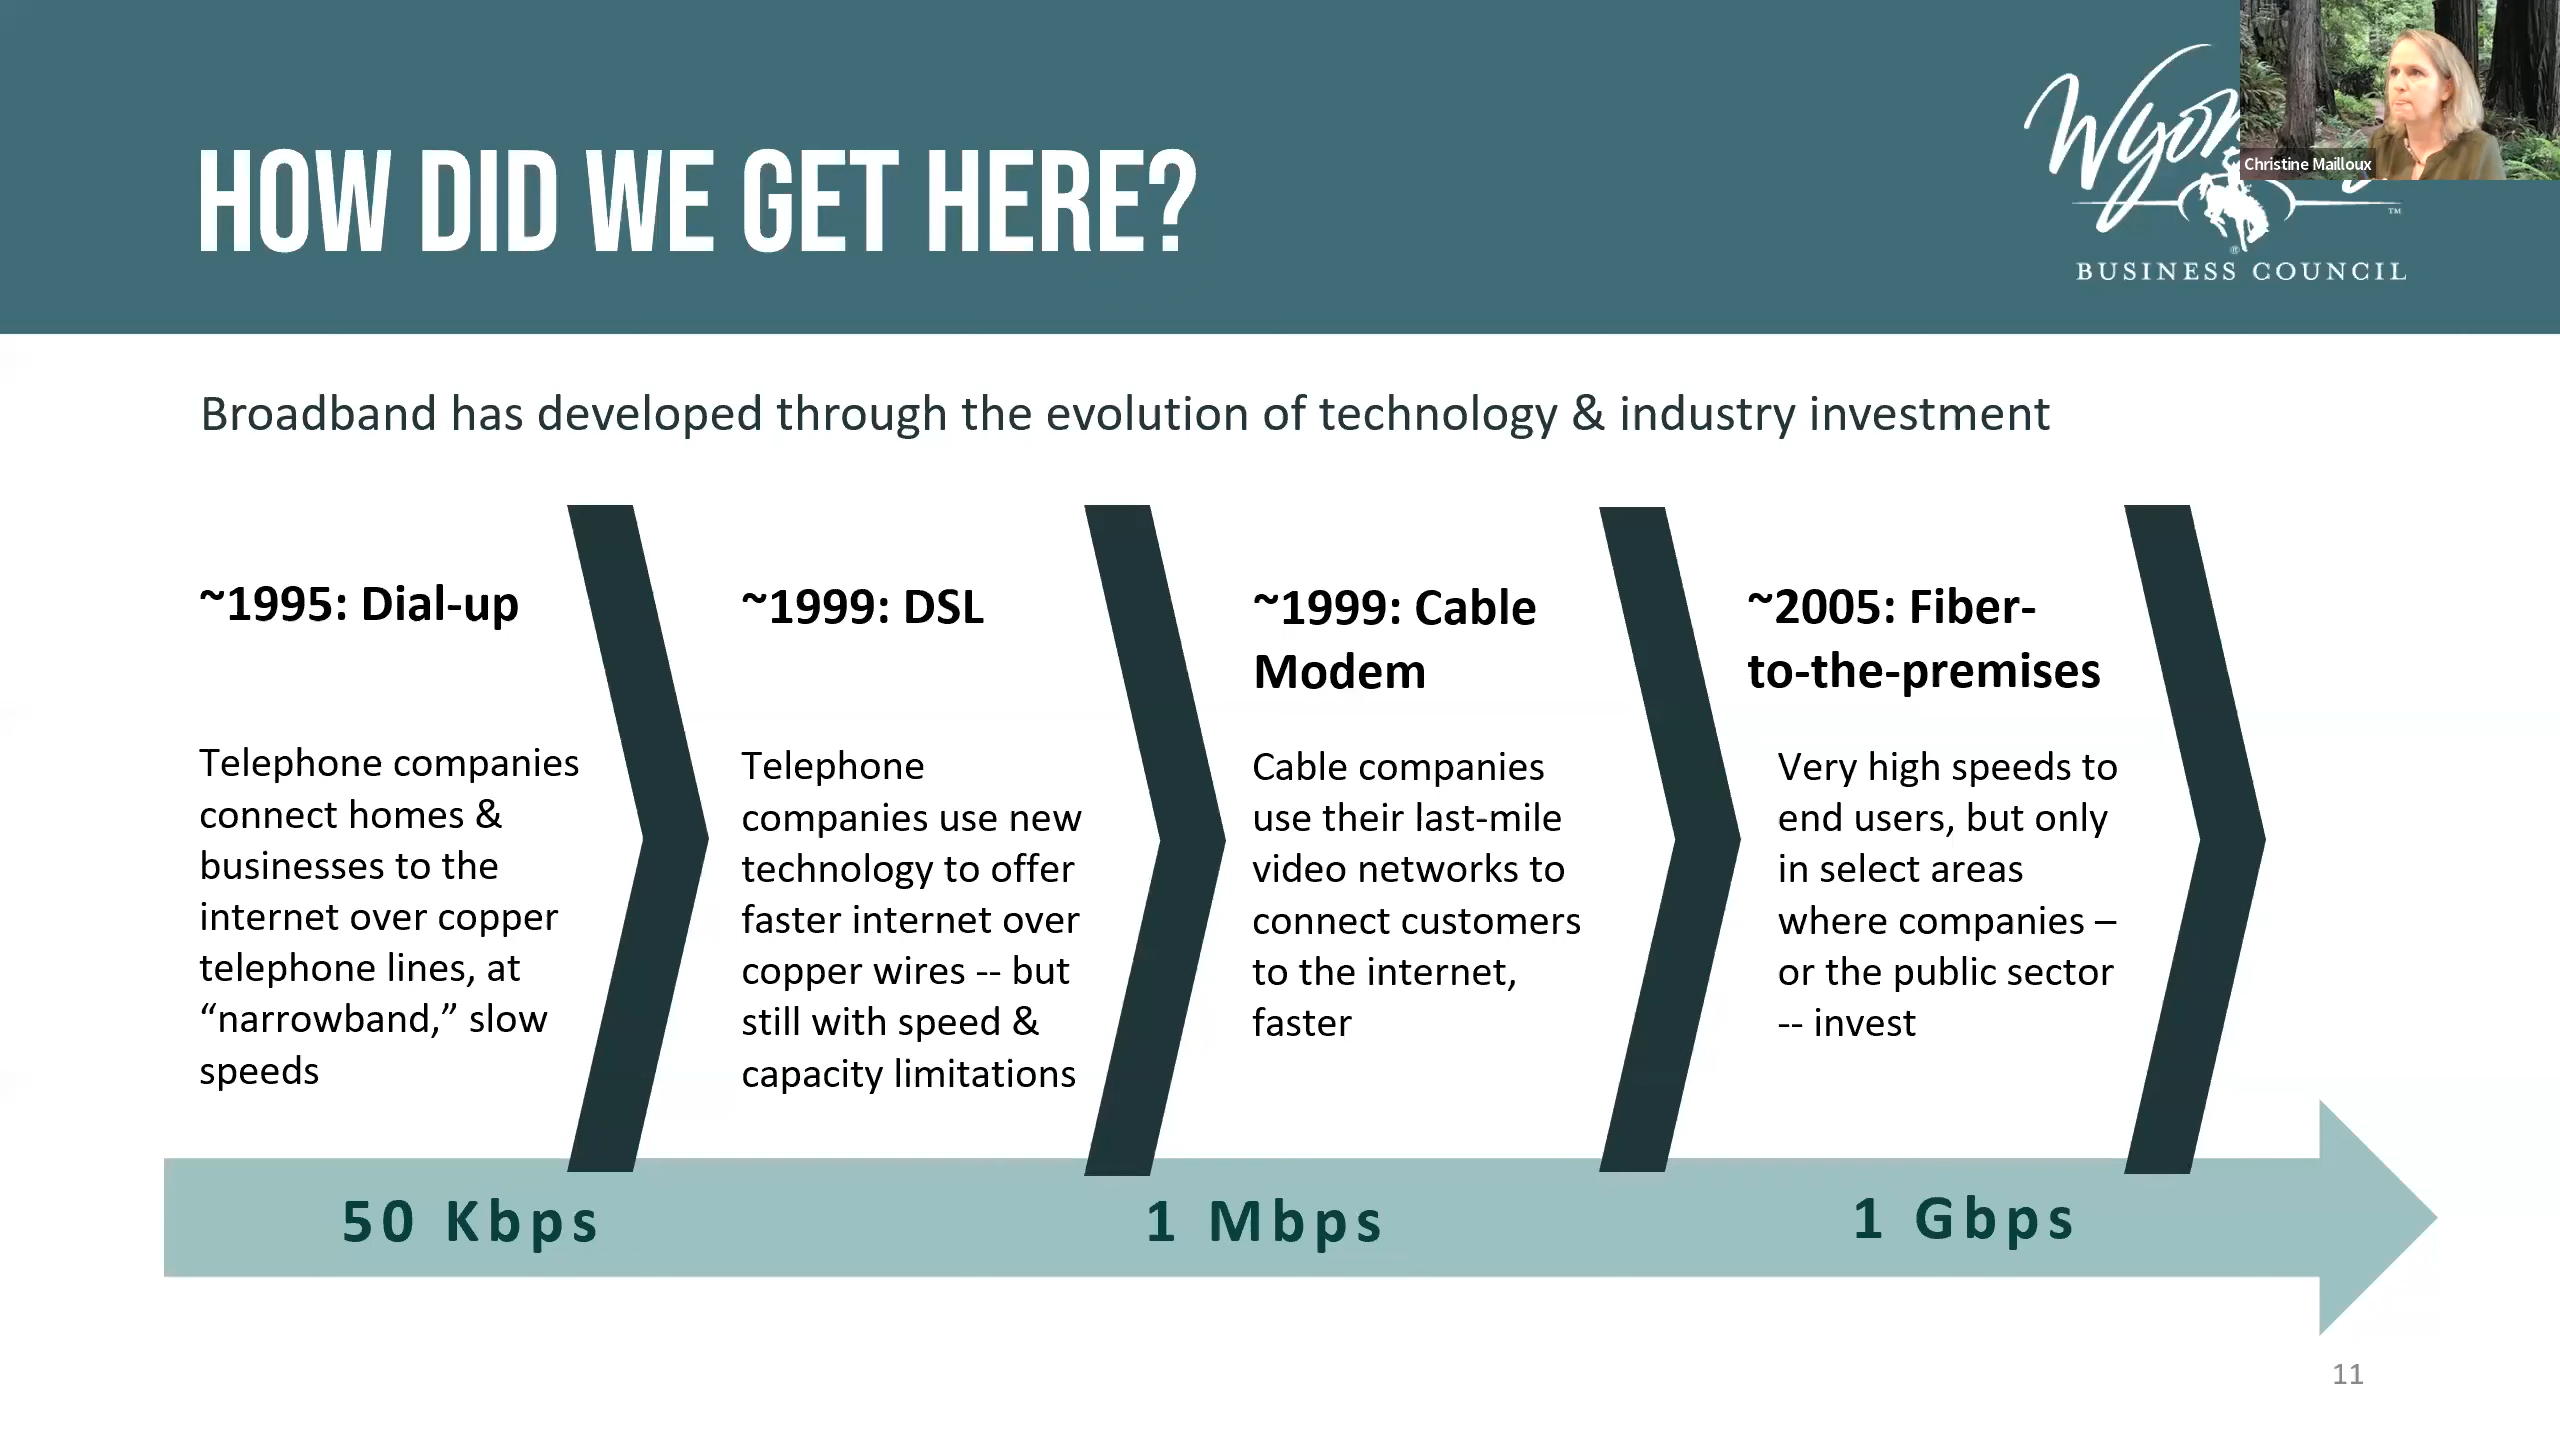 HOW DID WE GET HERE?
Christine Mailloux
™
®
BUSINESS COUNCIL
Broadband has developed through the evolution of technology & industry investment
~1995: Dial-up
Telephone companies
connect homes &
businesses to the
internet over copper
telephone lines, at
“narrowband,” slow
speeds
~1999: DSL
Telephone
companies use new
technology to offer
faster internet over
copper wires -- but
still with speed &
capacity limitations
~1999: Cable
Modem
Cable companies
use their last-mile
video networks to
connect customers
to the internet,
faster
~2005: Fiber-
to-the-premises
Very high speeds to
end users, but only
in select areas
where companies –
or the public sector
-- invest
50 Kbps
1 Mbps
1 Gbps
11